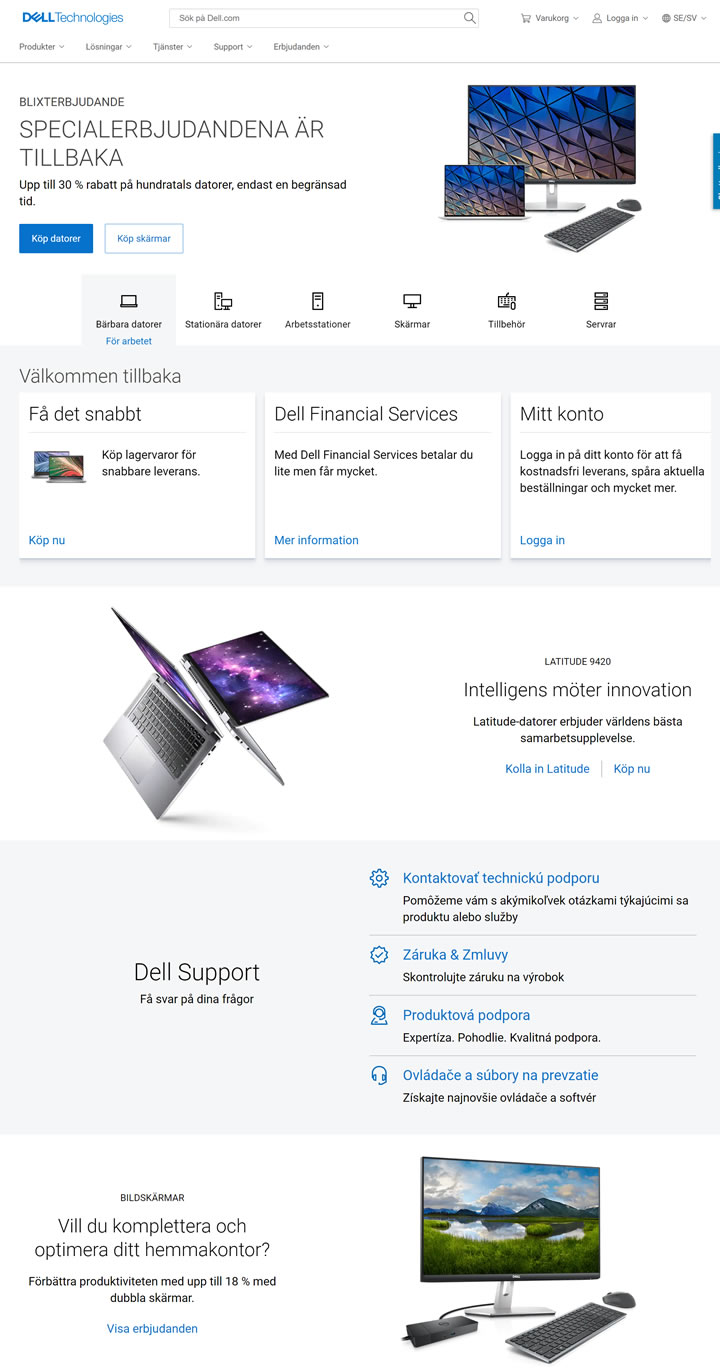 DELLTechnologies
Sök på Dell.com
Varukorg
Logga in
SE/SV
Produkter
Lösningar
Tjänster
Support
Erbjudanden
BLIXTERBJUDANDE
SPECIALERBJUDANDENA ÄR
TILLBAKA
Upp till 30 % rabatt på hundratals datorer, endast en begränsad
tid.
Köp datorer
Köp skärmar
Bärbara datorer
För arbetet
Stationära datorer
Arbetsstationer
Skärmar
Tillbehör
Servrar
Välkommen tillbaka
Få det snabbt
Köp lagervaror för
snabbare leverans.
Köp nu
Dell Financial Services
Med Dell Financial Services betalar du
lite men får mycket.
Mer information
Mitt konto
Logga in på ditt konto för att få
kostnadsfri leverans, spåra aktuella
beställningar och mycket mer.
Logga in
LATITUDE 9420
Intelligens möter innovation
Latitude-datorer erbjuder världens bästa
samarbetsupplevelse.
Kolla in Latitude
Köp nu
Dell Support
Få svar på dina frågor
Kontaktovať technickú podporu
Pomôžeme vám s akýmikoľvek otázkami týkajúcimi sa
produktu alebo služby
Záruka & Zmluvy
Skontrolujte záruku na výrobok
Produktová podpora
Expertíza. Pohodlie. Kvalitná podpora.
Ovládače a súbory na prevzatie
Získajte najnovšie ovládače a softvér
BILDSKÄRMAR
Vill du komplettera och
optimera ditt hemmakontor?
Förbättra produktiviteten med upp till 18 % med
dubbla skärmar.
Visa erbjudanden